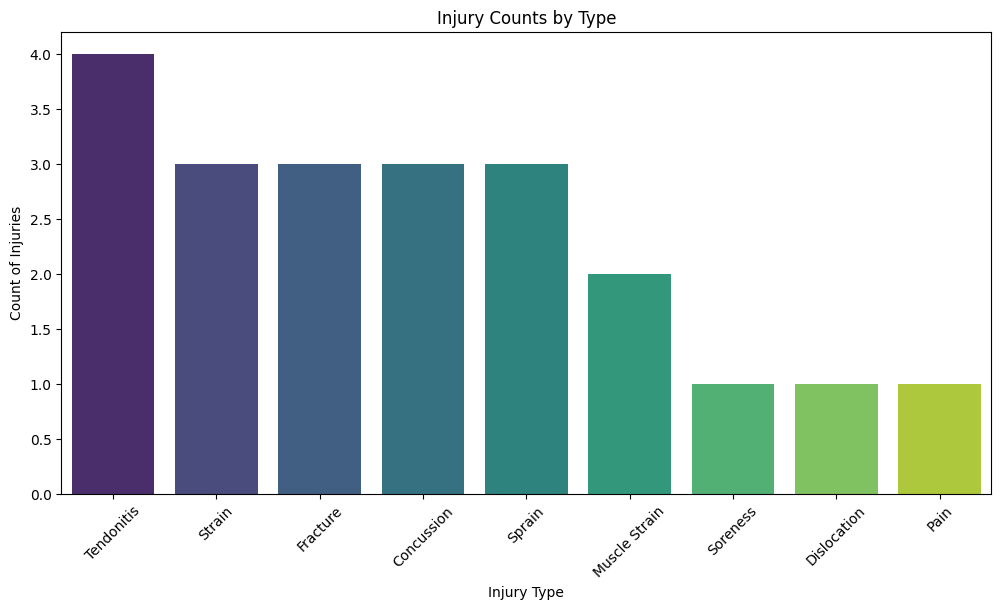 Injury Counts by Type
Count of Injuries
4.0
3.5
3.0
2.5
2.0
1.5
1.0
0.5
0.0
Tendonitis
Strain
Fracture
Concussion
Sprain
Muscle Strain
Soreness
Dislocation
Pain
Injury Type